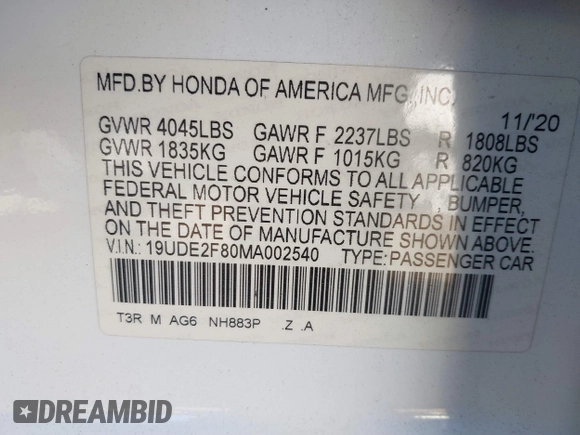 MFD.BY HONDA OF AMERICA MFG.,INC.
11/'20
GVWR 4045LBS GAWR F 2237LBS R 1808LBS
GVWR 1835KG GAWR F 1015KG R 820KG
THIS VEHICLE CONFORMS TO ALL APPLICABLE
FEDERAL MOTOR VEHICLE SAFETY , BUMPER,
AND THEFT PREVENTION STANDARDS IN EFFECT
ON THE DATE OF MANUFACTURE SHOWN ABOVE.
V.I.N.: 19UDE2F80MA002540 TYPE:PASSENGER CAR
T3R M AG6 NH883P .Z .A
DREAMBID